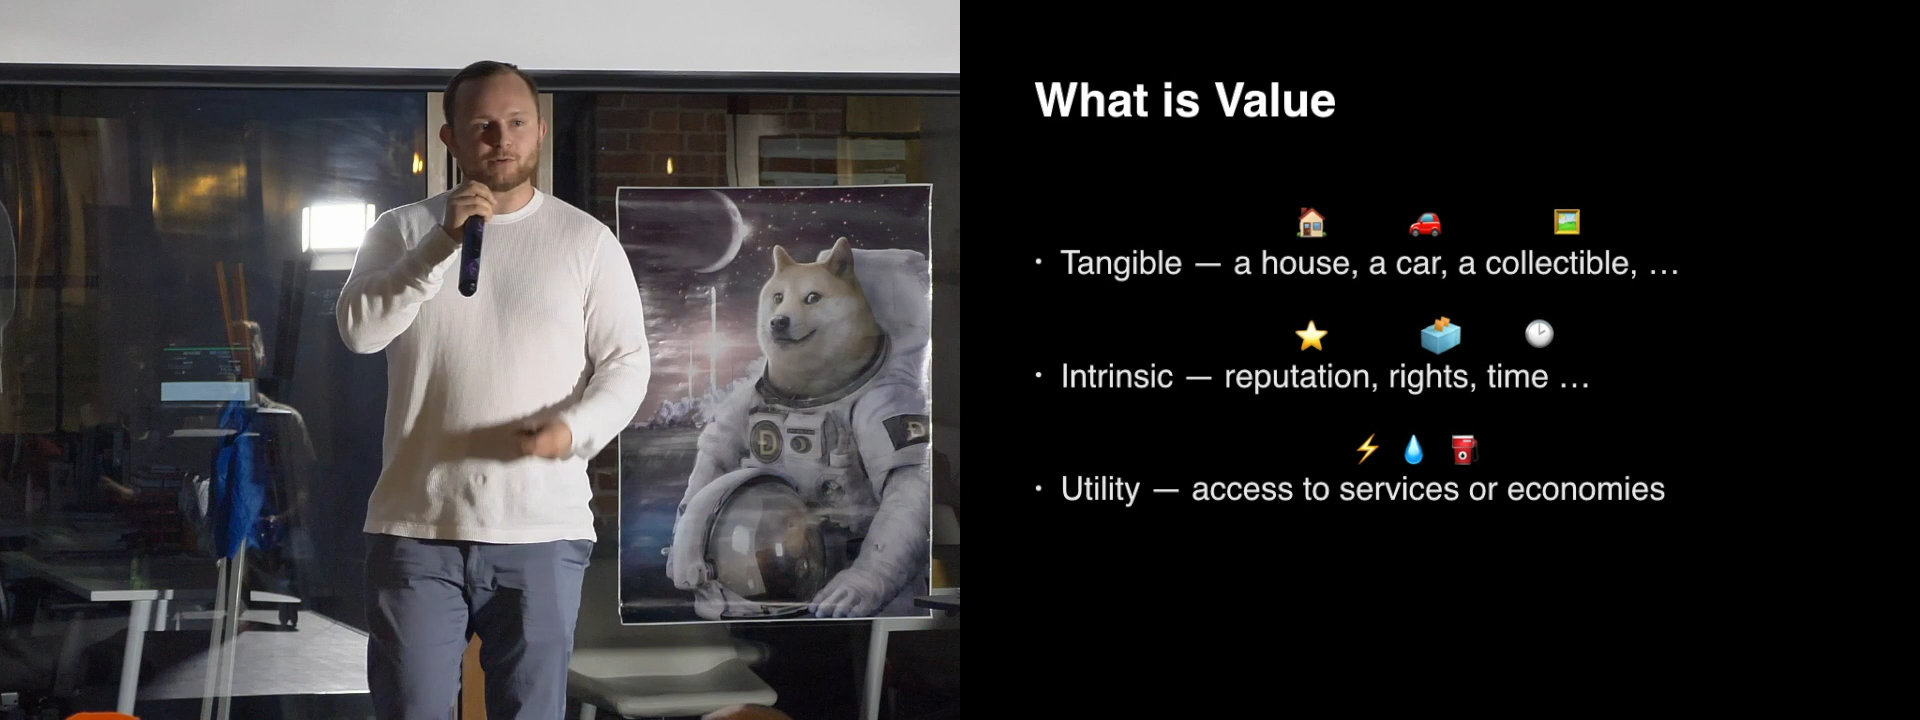 What is Value
• Tangible — a house, a car, a collectible, …
• Intrinsic — reputation, rights, time …
• Utility — access to services or economies